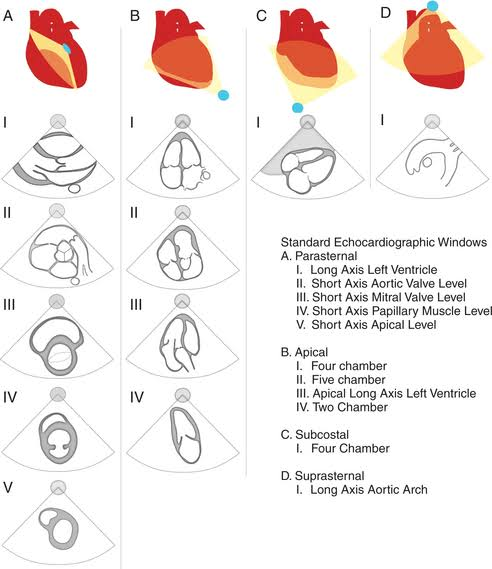 A
B
C
D
I
I
I
I
II
II
III
III
IV
IV
V
Standard Echocardiographic Windows
A. Parasternal
I. Long Axis Left Ventricle
II. Short Axis Aortic Valve Level
III. Short Axis Mitral Valve Level
IV. Short Axis Papillary Muscle Level
V. Short Axis Apical Level
B. Apical
I. Four chamber
II. Five chamber
III. Apical Long Axis Left Ventricle
IV. Two Chamber
C. Subcostal
I. Four Chamber
D. Suprasternal
I. Long Axis Aortic Arch